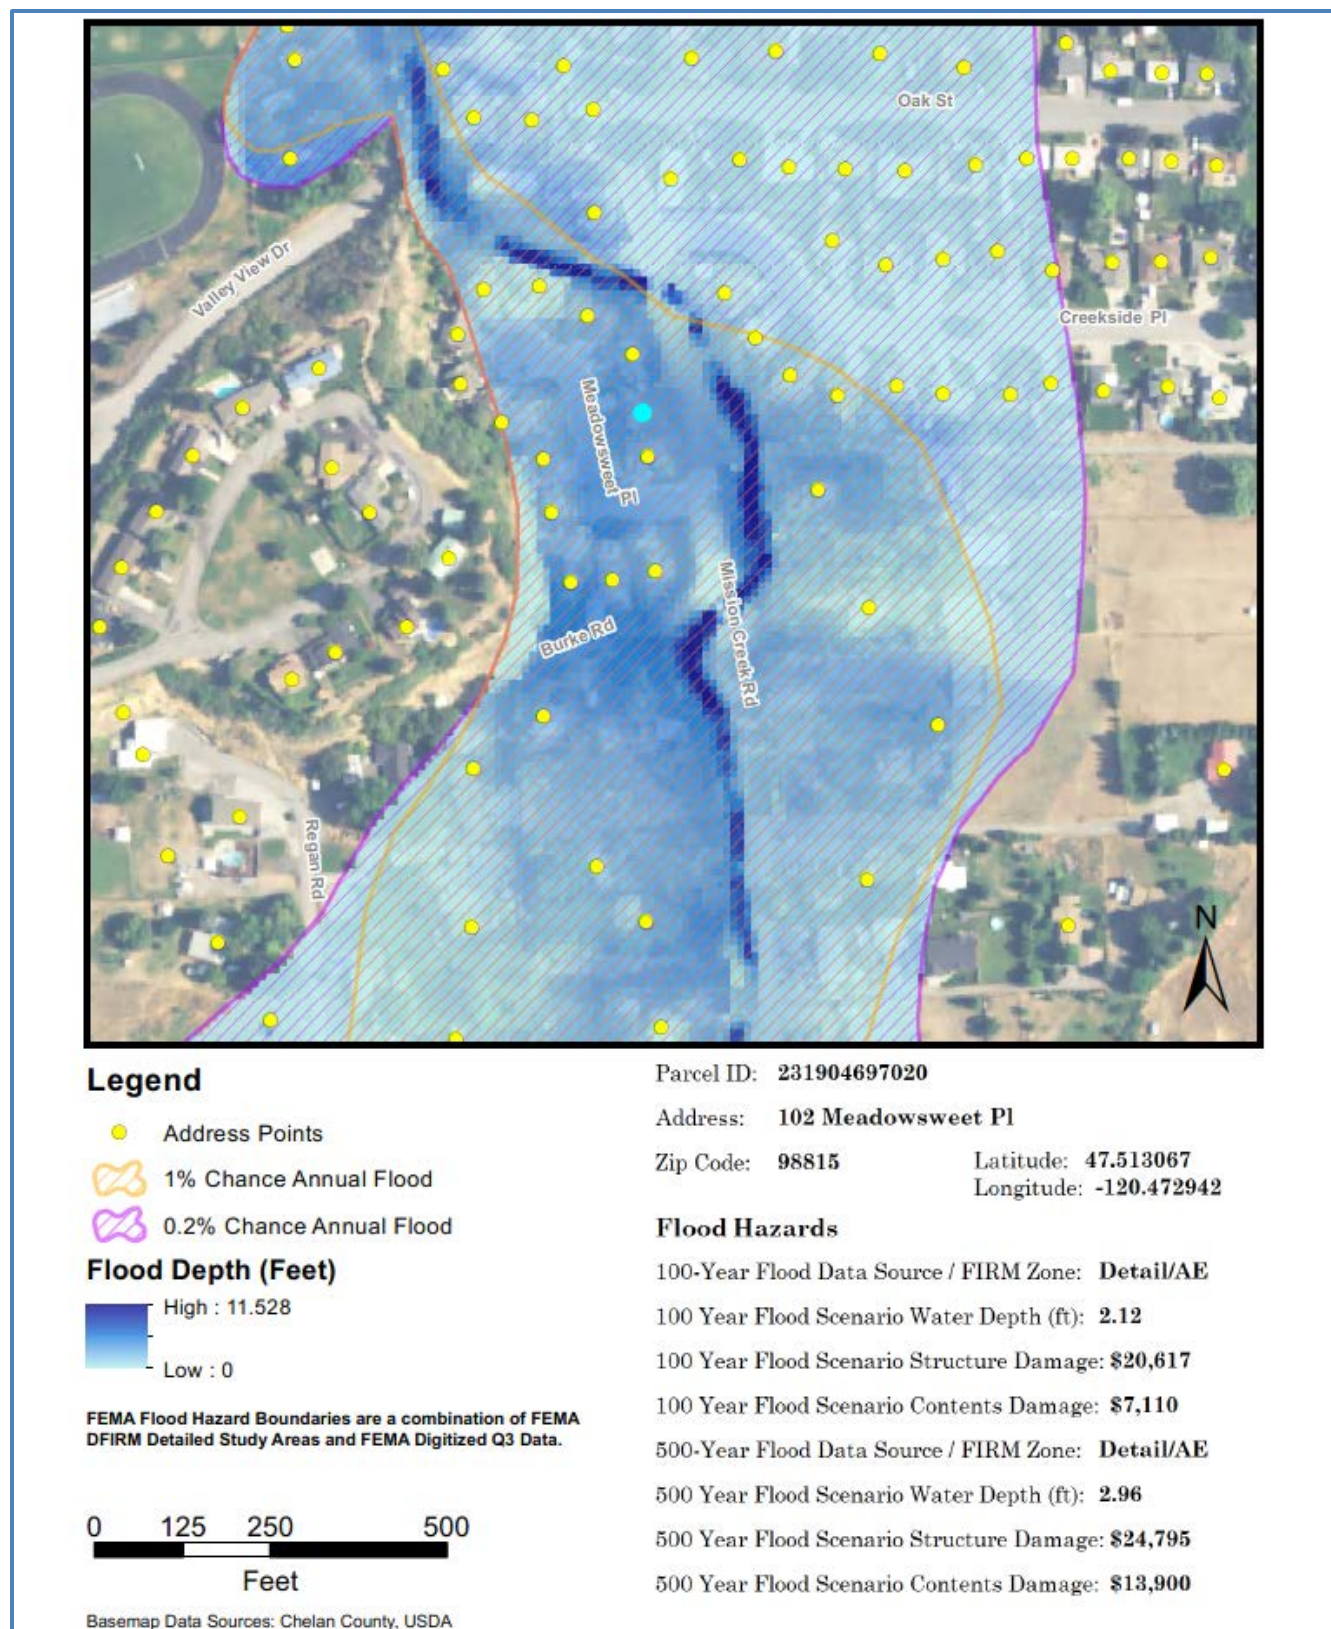 Oak St
Valley View Dr
Creekside Pl
Meadowsweet Pl
Mission Creek Rd
Burke Rd
Regan Rd
N
Legend
Address Points
1% Chance Annual Flood
0.2% Chance Annual Flood
Flood Depth (Feet)
High : 11.528
Low : 0
FEMA Flood Hazard Boundaries are a combination of FEMA
DFIRM Detailed Study Areas and FEMA Digitized Q3 Data.
0 125 250 500
Feet
Basemap Data Sources: Chelan County, USDA
Parcel ID: 231904697020
Address: 102 Meadowsweet Pl
Zip Code: 98815
Latitude: 47.513067
Longitude: -120.472942
Flood Hazards
100-Year Flood Data Source / FIRM Zone: Detail/AE
100 Year Flood Scenario Water Depth (ft): 2.12
100 Year Flood Scenario Structure Damage: $20,617
100 Year Flood Scenario Contents Damage: $7,110
500-Year Flood Data Source / FIRM Zone: Detail/AE
500 Year Flood Scenario Water Depth (ft): 2.96
500 Year Flood Scenario Structure Damage: $24,795
500 Year Flood Scenario Contents Damage: $13,900